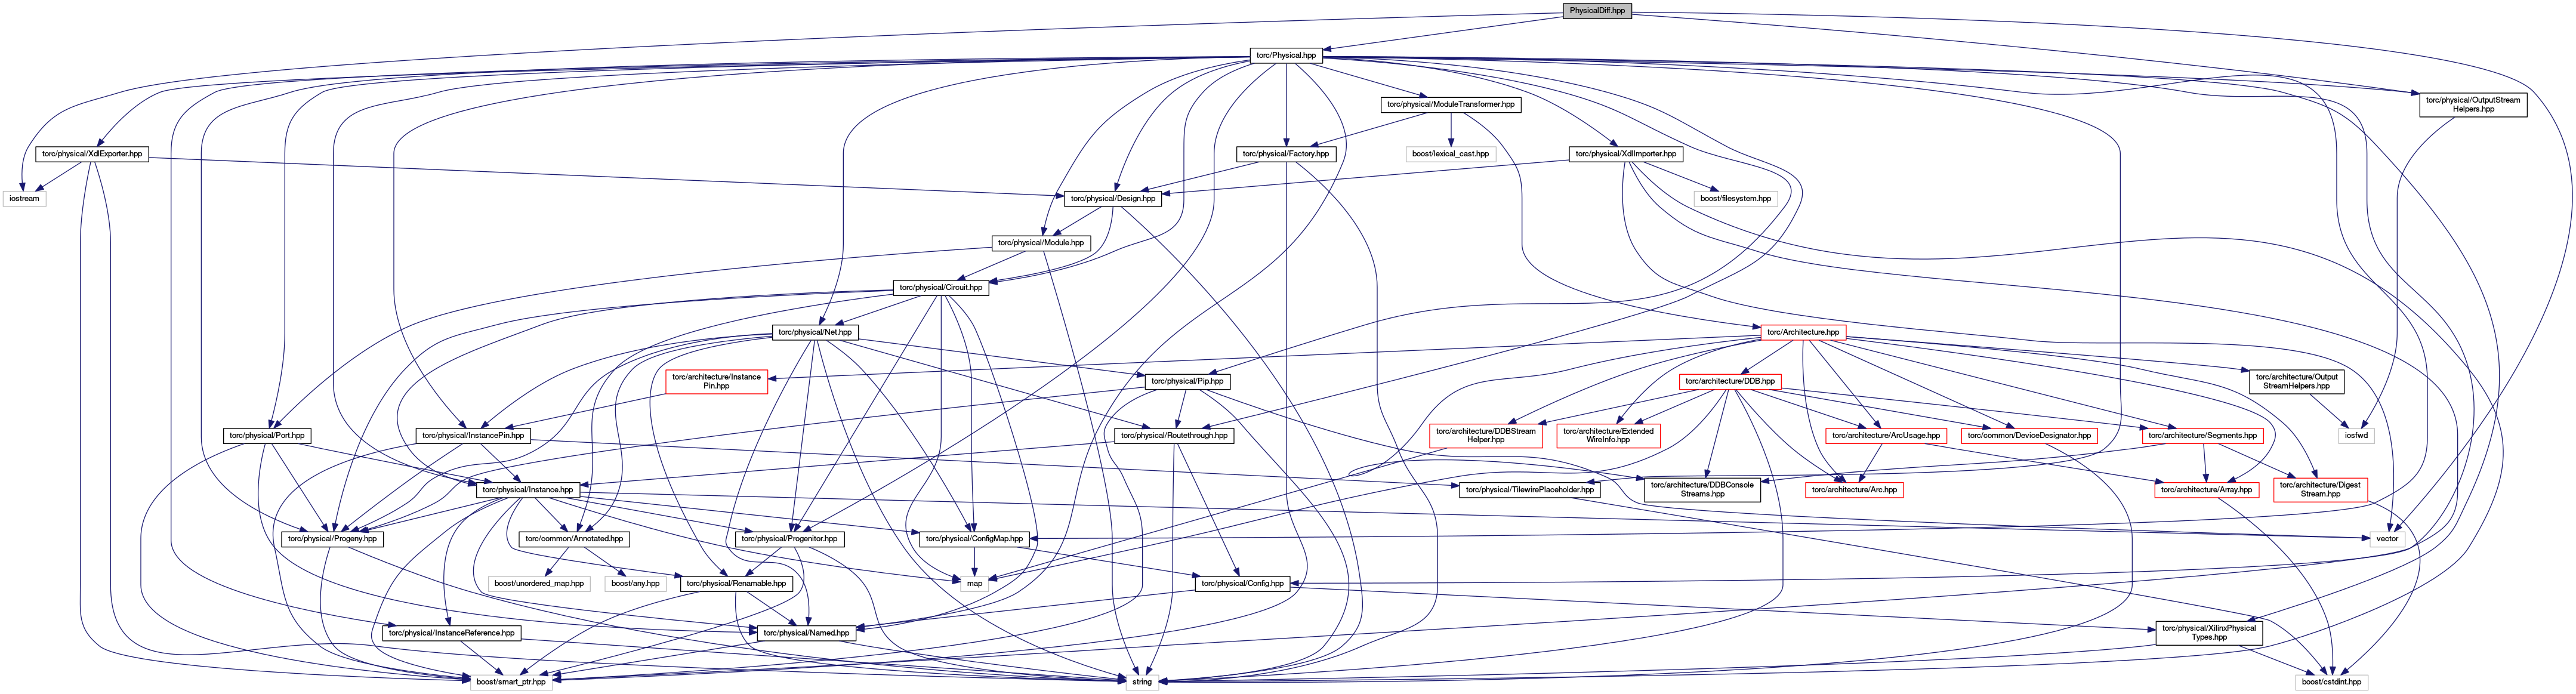 PhysicalDiff.hpp
torc/Physical.hpp
torc/physical/ModuleTransformer.hpp
torc/physical/OutputStream
Helpers.hpp
torc/physical/XdlExporter.hpp
torc/physical/Factory.hpp
boost/lexical_cast.hpp
torc/physical/XdlImporter.hpp
iostream
torc/physical/Design.hpp
boost/filesystem.hpp
torc/physical/Module.hpp
torc/physical/Circuit.hpp
torc/physical/Net.hpp
torc/Architecture.hpp
torc/architecture/Instance
Pin.hpp
torc/physical/Pip.hpp
torc/architecture/DDB.hpp
torc/architecture/Output
StreamHelpers.hpp
torc/physical/Port.hpp
torc/physical/InstancePin.hpp
torc/physical/Routethrough.hpp
torc/architecture/DDBStream
Helper.hpp
torc/architecture/Extended
WireInfo.hpp
torc/architecture/ArcUsage.hpp
torc/common/DeviceDesignator.hpp
torc/architecture/Segments.hpp
iosfwd
torc/physical/Instance.hpp
torc/physical/TilewirePlaceholder.hpp
torc/architecture/DDBConsole
Streams.hpp
torc/architecture/Arc.hpp
torc/architecture/Array.hpp
torc/architecture/Digest
Stream.hpp
torc/physical/Progeny.hpp
torc/common/Annotated.hpp
torc/physical/Progenitor.hpp
torc/physical/ConfigMap.hpp
vector
boost/unordered_map.hpp
boost/any.hpp
torc/physical/Renamable.hpp
map
torc/physical/Config.hpp
torc/physical/InstanceReference.hpp
torc/physical/Named.hpp
torc/physical/XilinxPhysical
Types.hpp
boost/smart_ptr.hpp
string
boost/cstdint.hpp